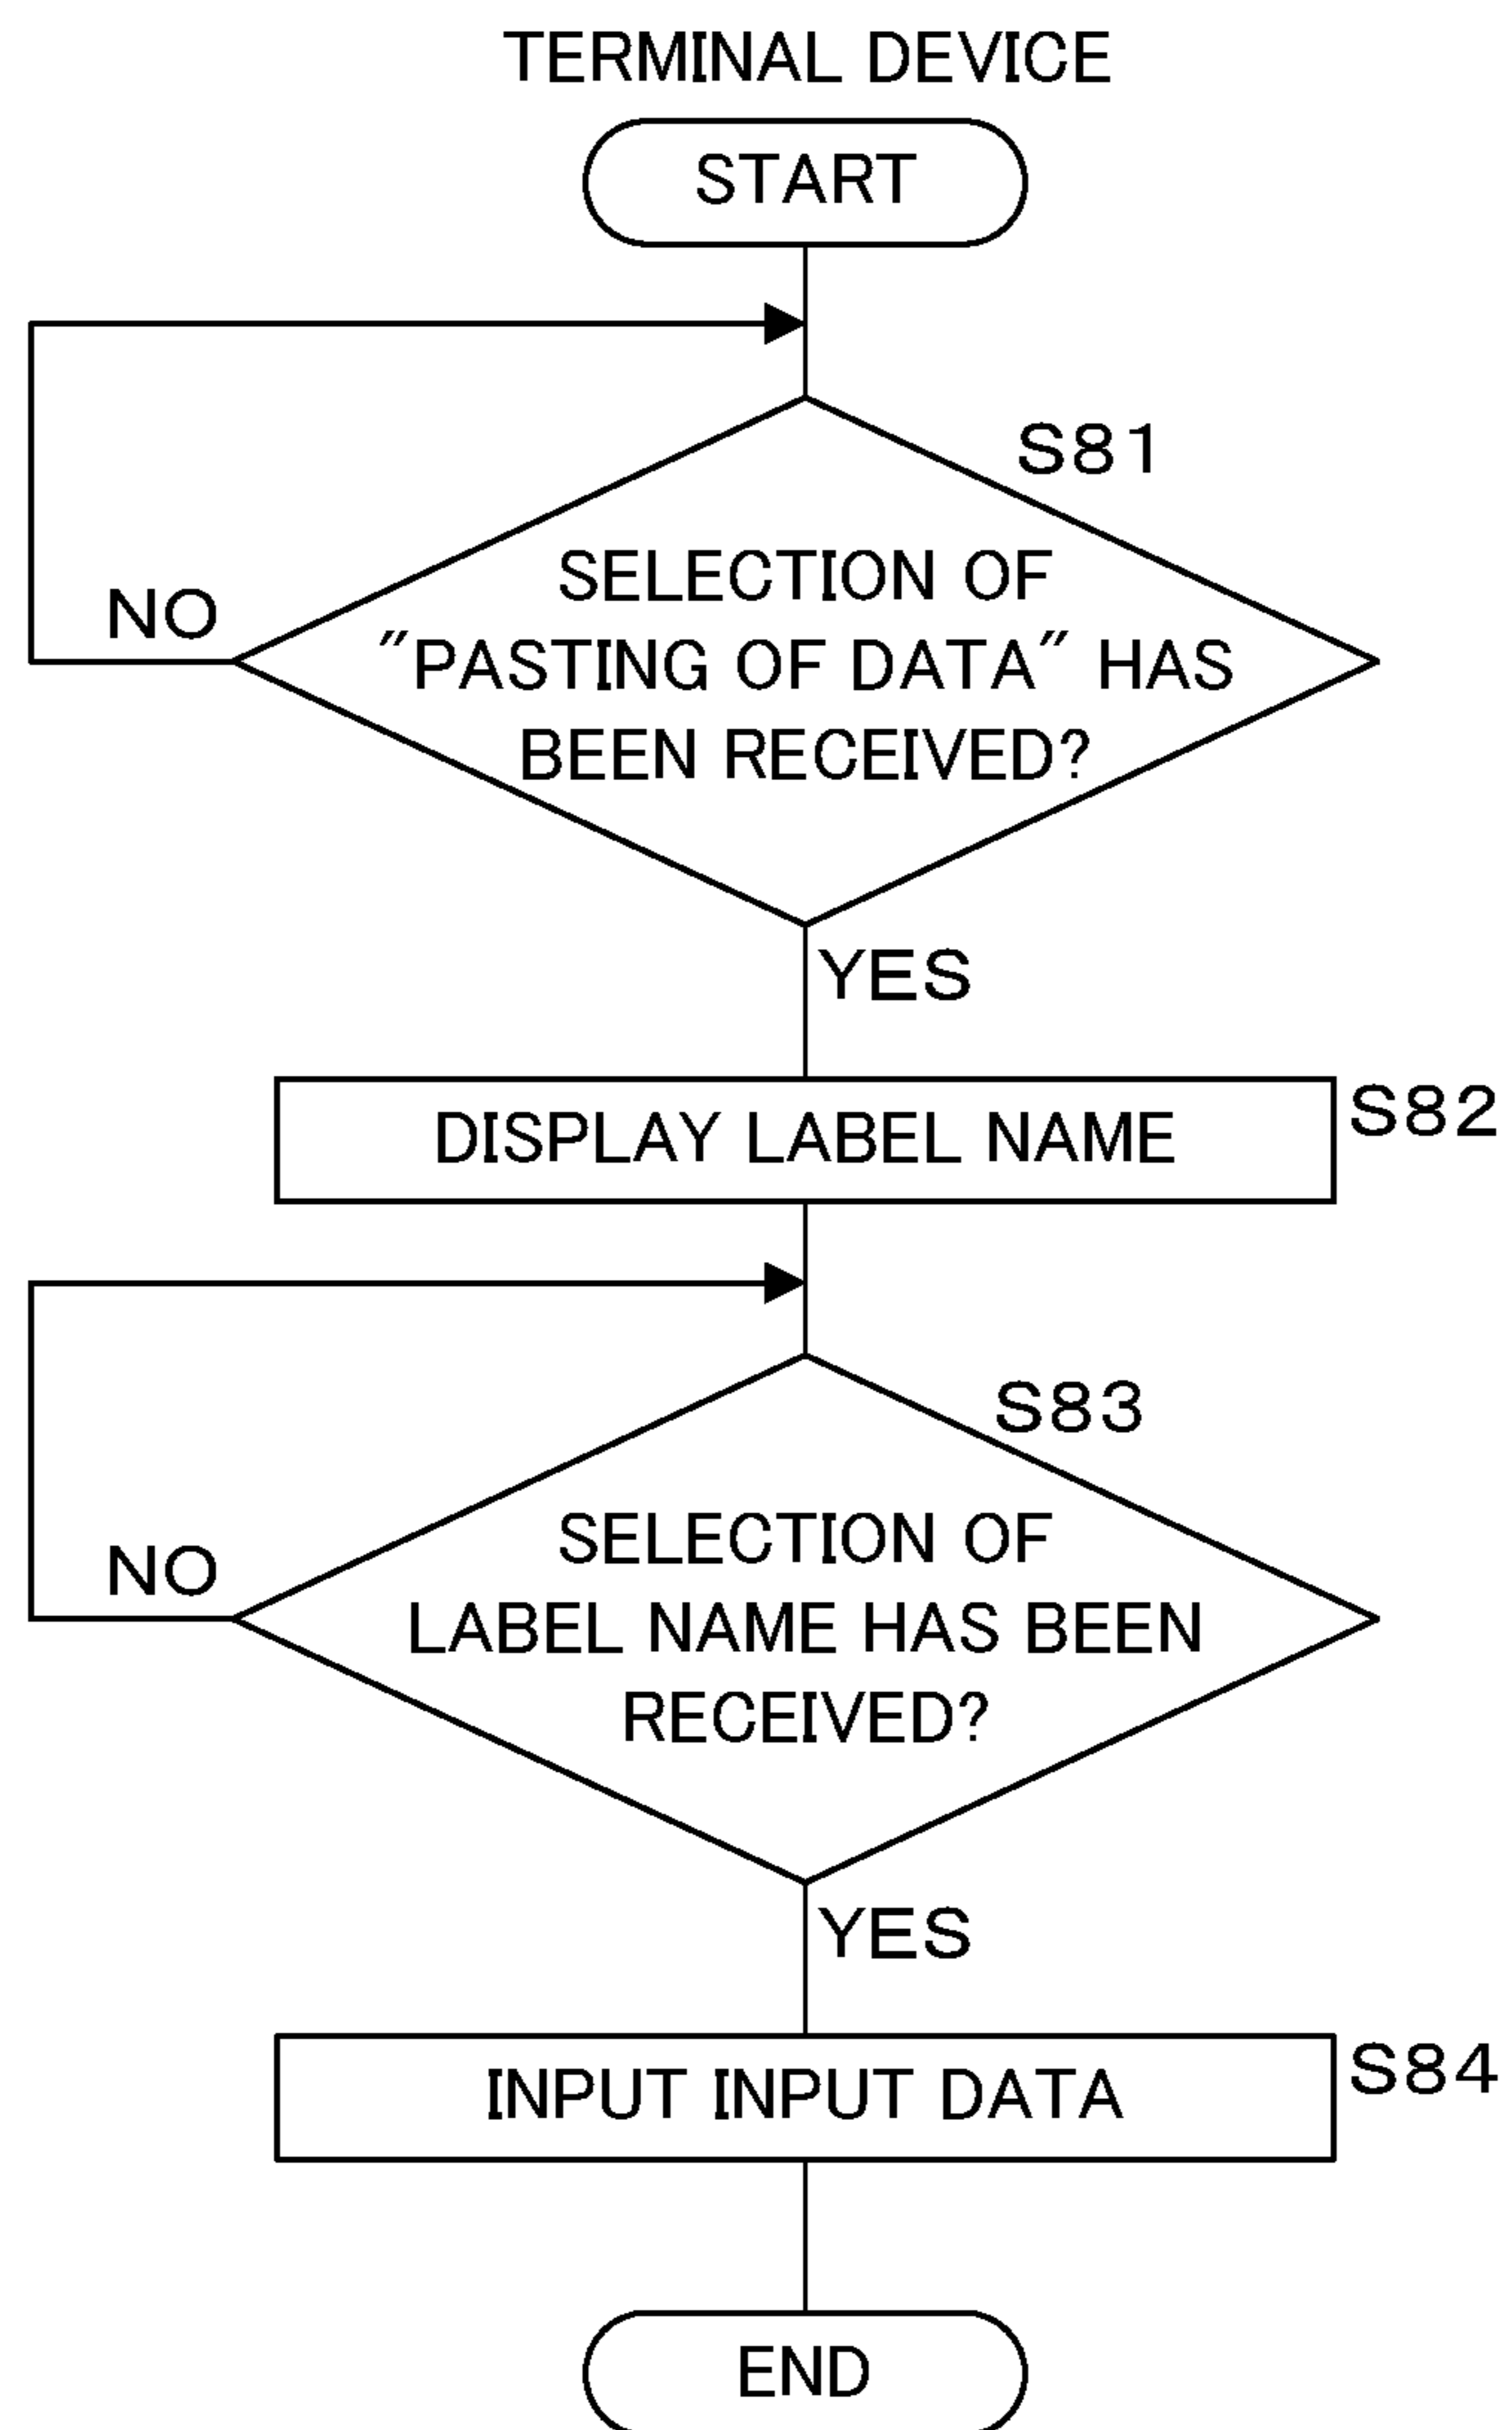 TERMINAL DEVICE
START
S81
SELECTION OF
"PASTING OF DATA" HAS
BEEN RECEIVED?
NO
YES
DISPLAY LABEL NAME
S82
S83
SELECTION OF
LABEL NAME HAS BEEN
RECEIVED?
NO
YES
INPUT INPUT DATA
S84
END